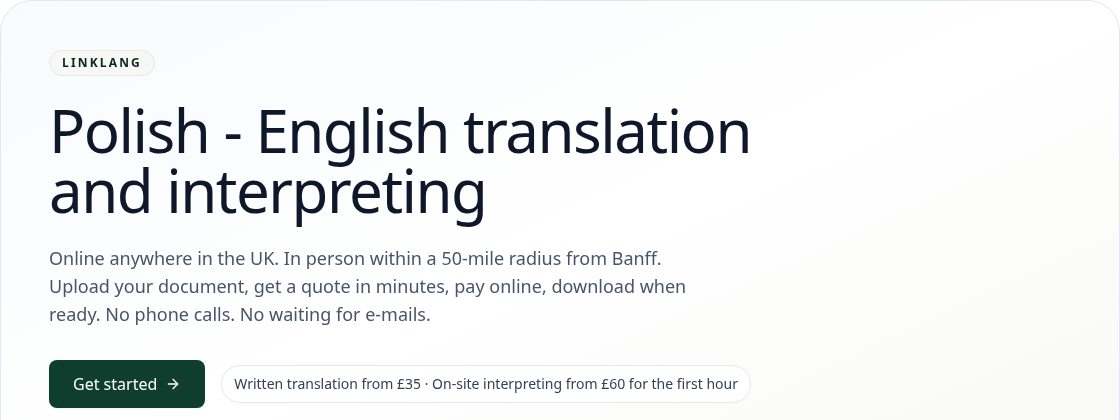 LINKLANG
Polish - English translation
and interpreting
Online anywhere in the UK. In person within a 50-mile radius from Banff.
Upload your document, get a quote in minutes, pay online, download when
ready. No phone calls. No waiting for e-mails.
Get started →
Written translation from £35 · On-site interpreting from £60 for the first hour